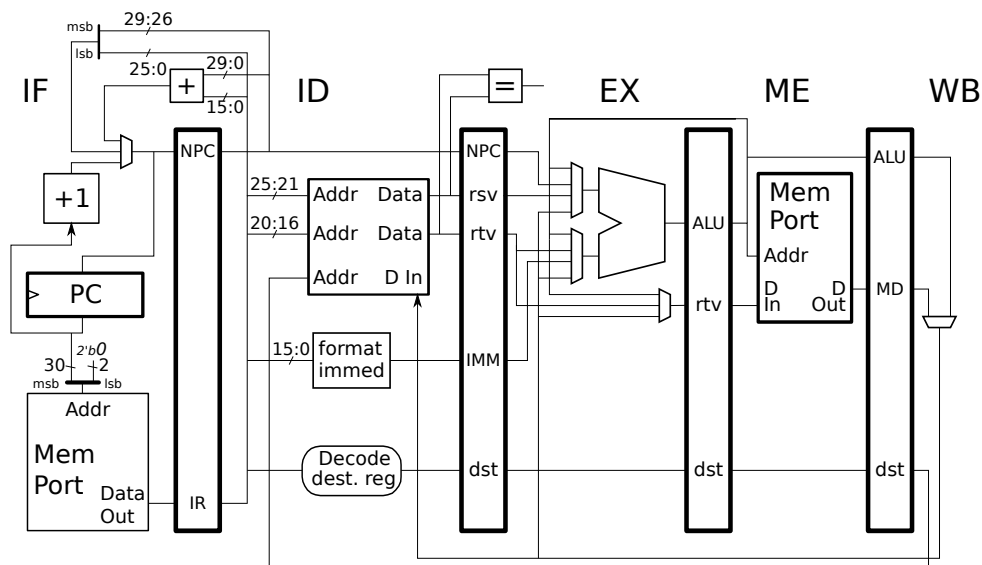 29:26
msb
lsb
25:0
29:0
15:0
+
=
IF
ID
EX
ME
WB
NPC
NPC
ALU
+1
25:21
Addr
Data
rsv
20:16
Addr
Data
rtv
ALU
Mem
Port
Addr
Addr
D In
PC
D
In
D
Out
rtv
MD
2'b0
30
2
msb
lsb
15:0
format
immed
IMM
Addr
Mem
Port
Data
Out
IR
Decode
dest. reg
dst
dst
dst